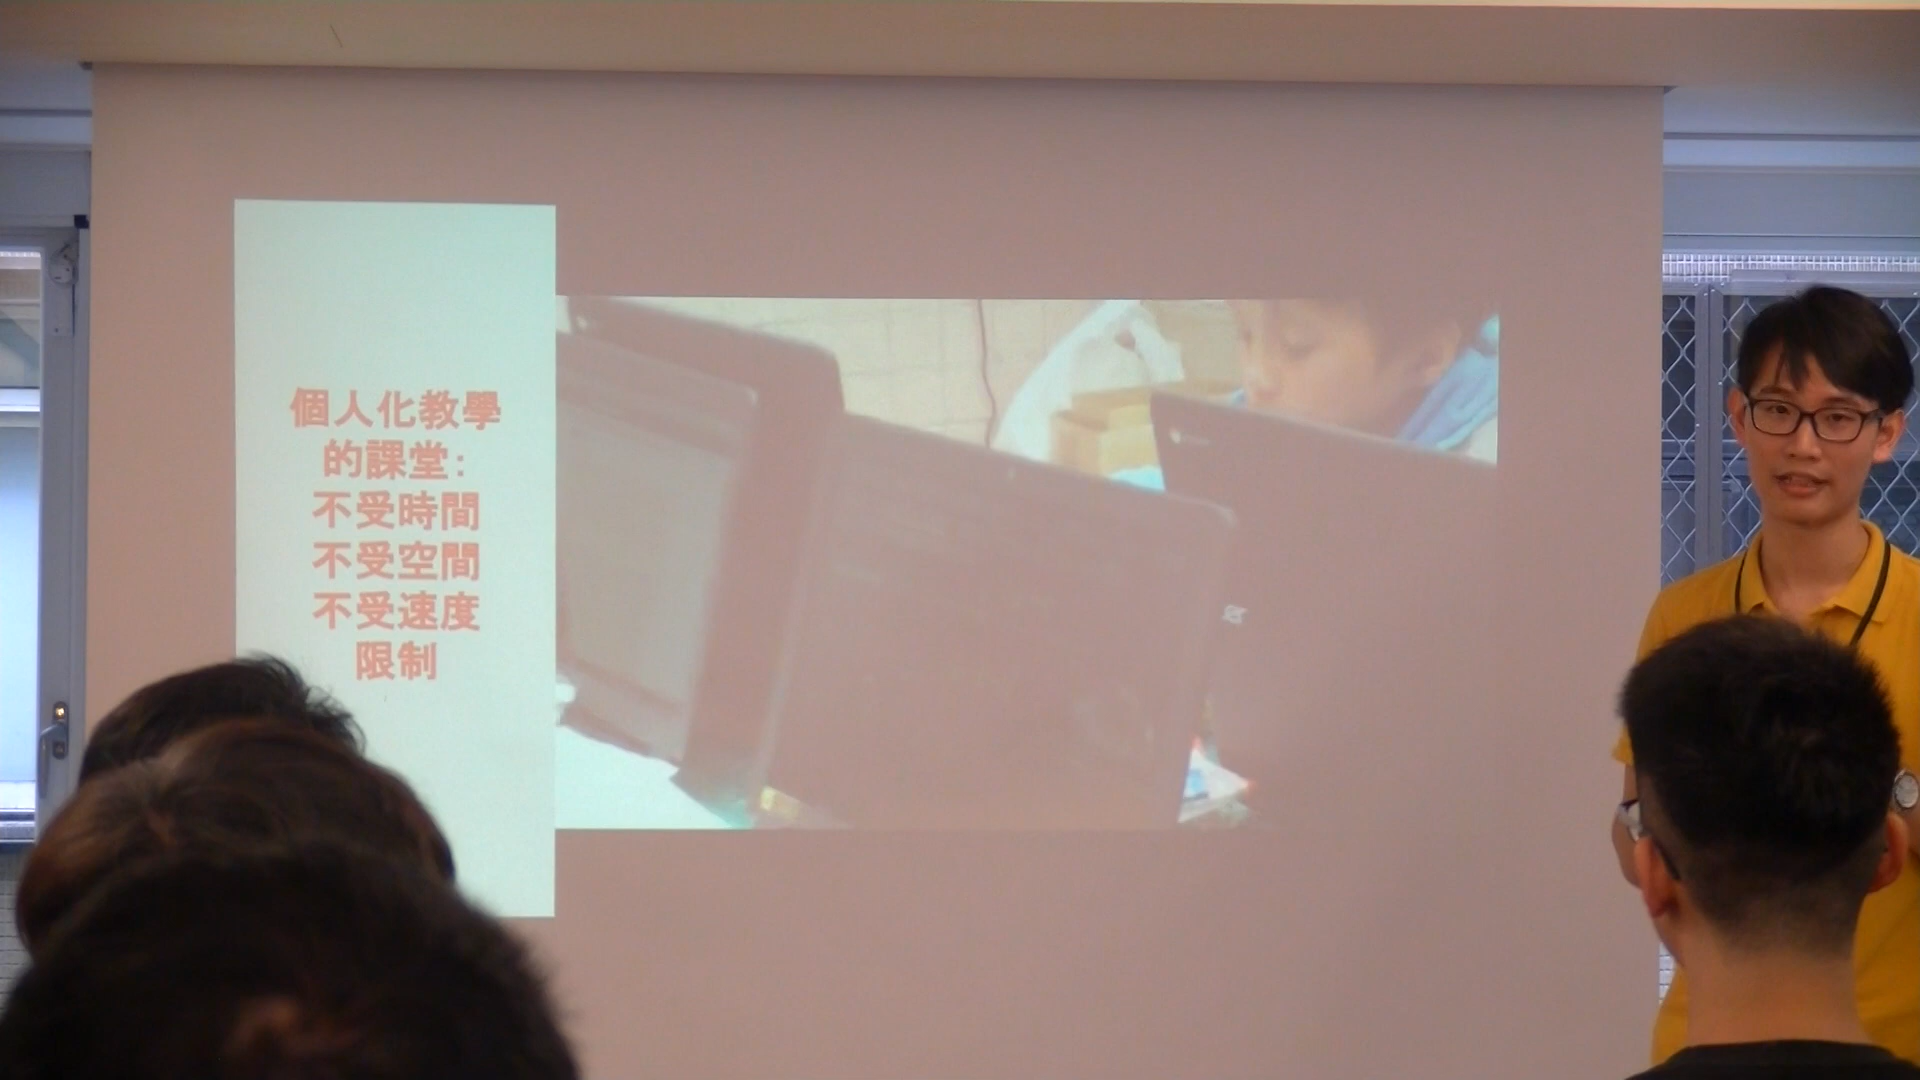 個人化教學
的課堂:
不受時間
不受空間
不受速度
限制